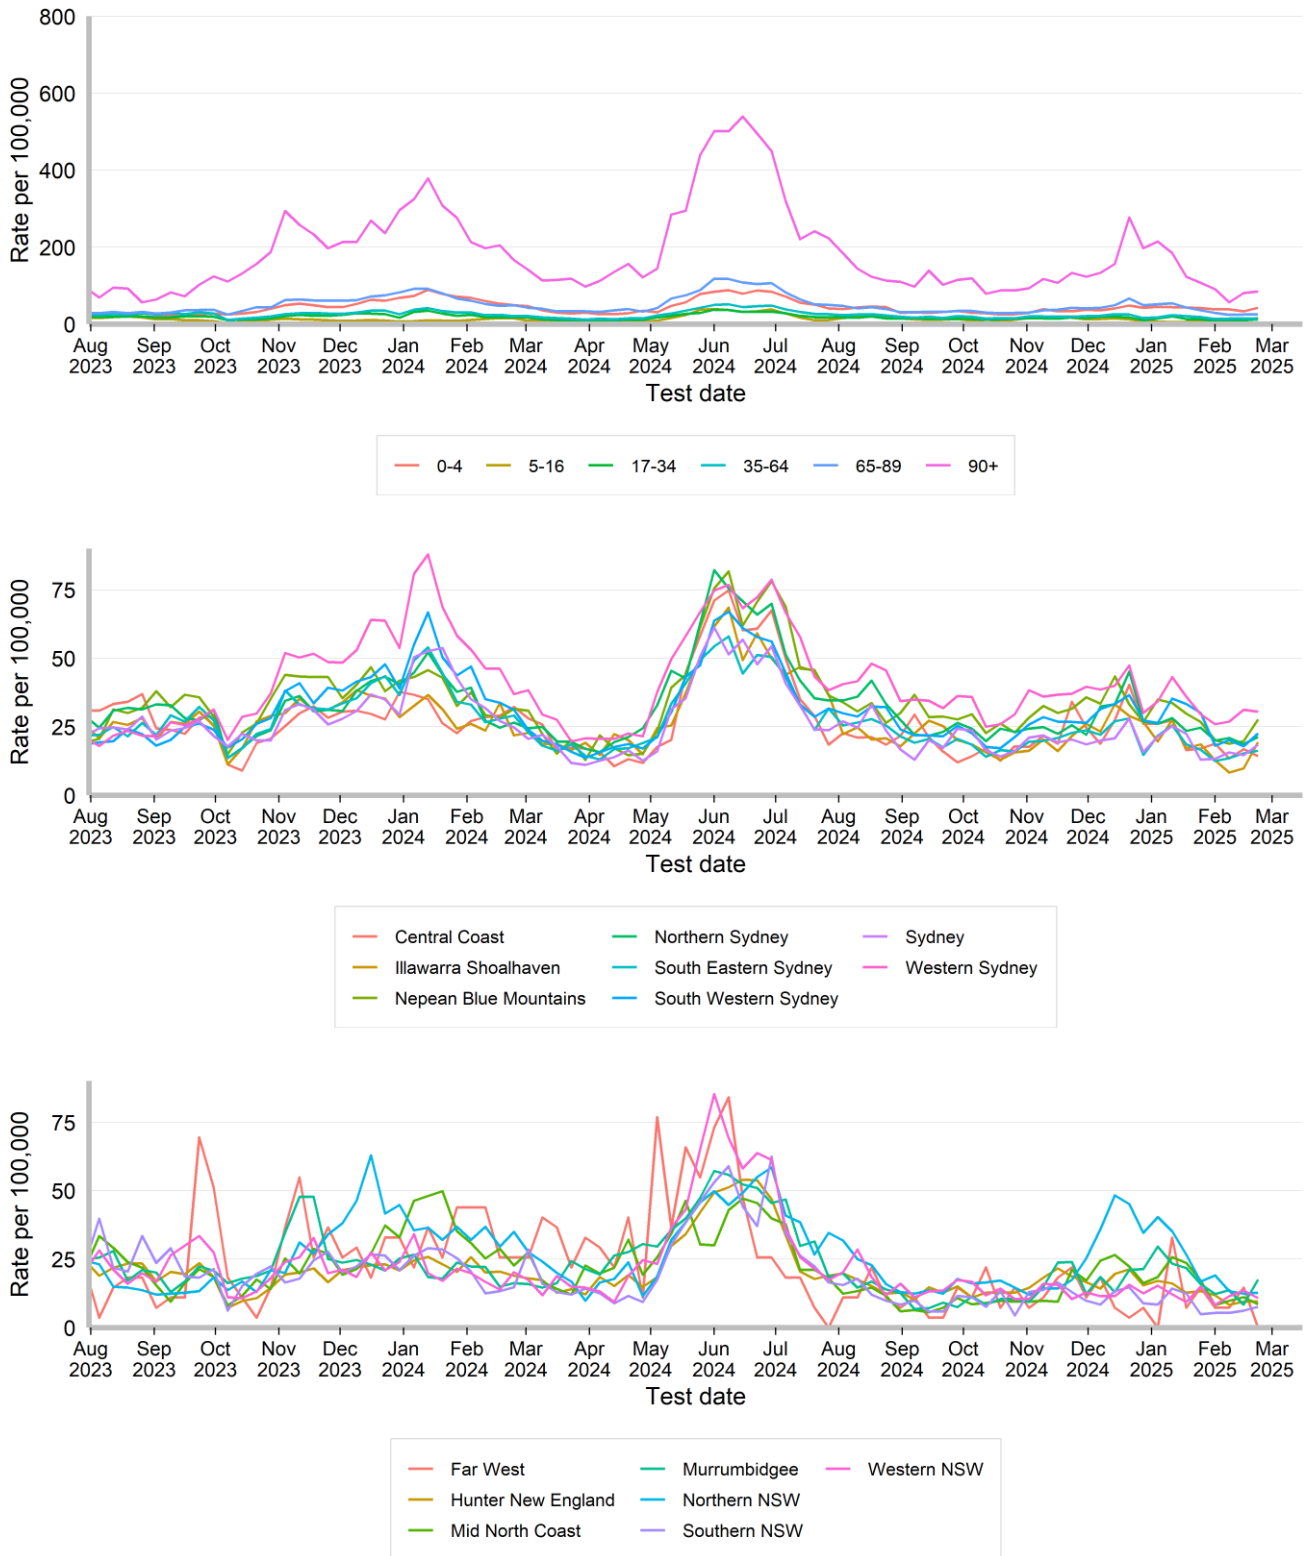 800
600
400
200
0
Rate per 100,000
Aug Sep Oct Nov Dec Jan Feb Mar Apr May Jun Jul Aug Sep Oct Nov Dec Jan Feb Mar
2023 2023 2023 2023 2023 2024 2024 2024 2024 2024 2024 2024 2024 2024 2024 2024 2024 2025 2025 2025
Test date
0-4 5-16 17-34 35-64 65-89 90+
75
50
25
0
Rate per 100,000
Aug Sep Oct Nov Dec Jan Feb Mar Apr May Jun Jul Aug Sep Oct Nov Dec Jan Feb Mar
2023 2023 2023 2023 2023 2024 2024 2024 2024 2024 2024 2024 2024 2024 2024 2024 2024 2025 2025 2025
Test date
Central Coast Northern Sydney Sydney
Illawarra Shoalhaven South Eastern Sydney Western Sydney
Nepean Blue Mountains South Western Sydney
75
50
25
0
Rate per 100,000
Aug Sep Oct Nov Dec Jan Feb Mar Apr May Jun Jul Aug Sep Oct Nov Dec Jan Feb Mar
2023 2023 2023 2023 2023 2024 2024 2024 2024 2024 2024 2024 2024 2024 2024 2024 2024 2025 2025 2025
Test date
Far West Murrumbidgee Western NSW
Hunter New England Northern NSW
Mid North Coast Southern NSW